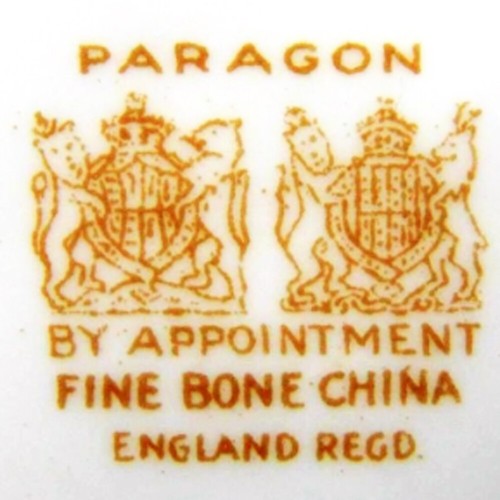 PARAGON
BY APPOINTMENT
FINE BONE CHINA
ENGLAND REGD.